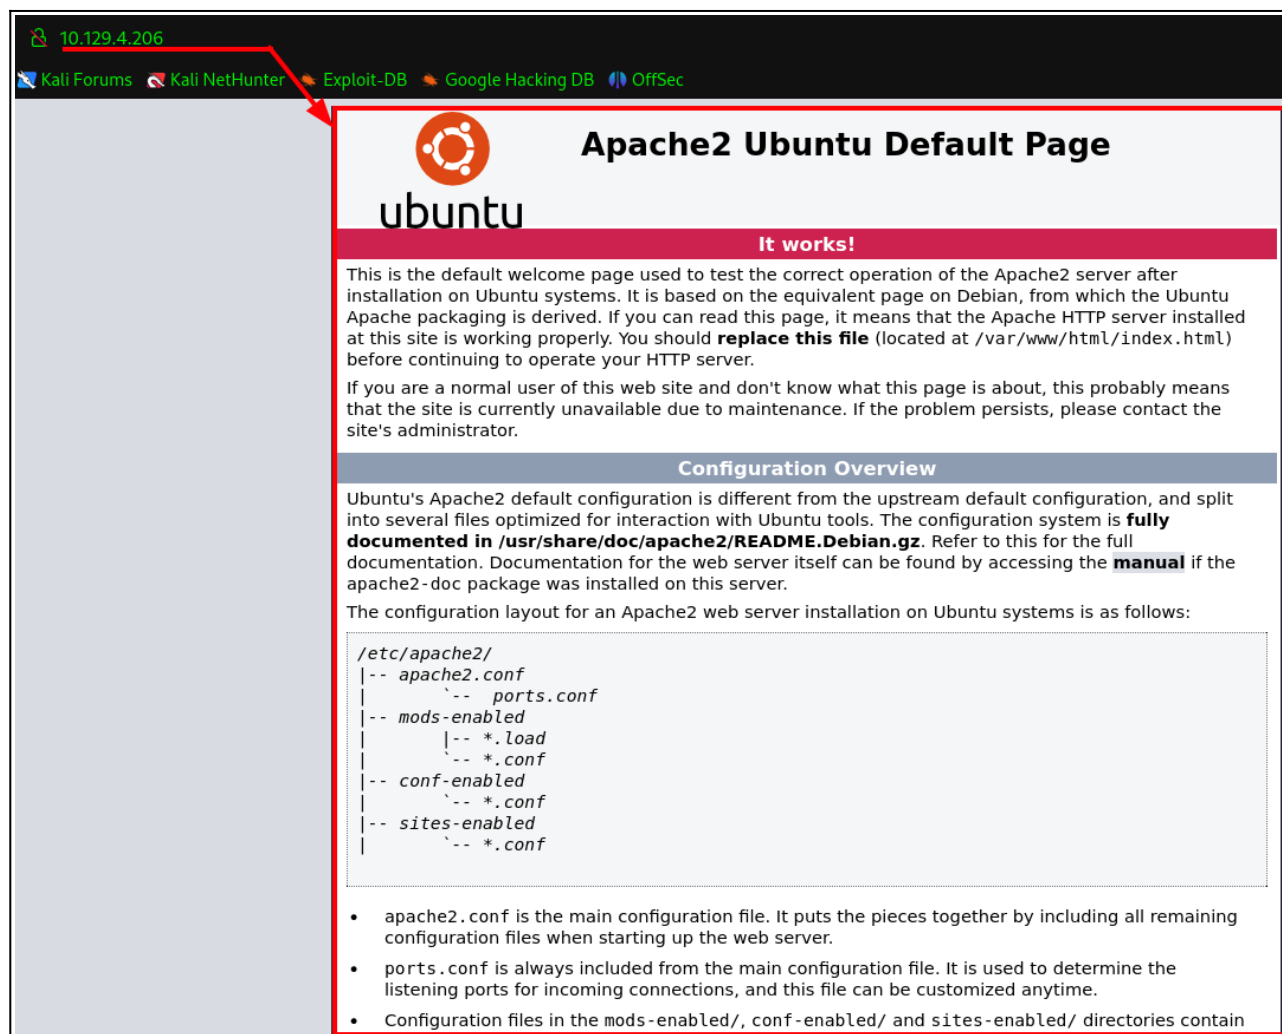 10.129.4.206
Kali Forums Kali NetHunter Exploit-DB Google Hacking DB OffSec
ubuntu
Apache2 Ubuntu Default Page
It works!
This is the default welcome page used to test the correct operation of the Apache2 server after
installation on Ubuntu systems. It is based on the equivalent page on Debian, from which the Ubuntu
Apache packaging is derived. If you can read this page, it means that the Apache HTTP server installed
at this site is working properly. You should replace this file (located at /var/www/html/index.html)
before continuing to operate your HTTP server.
If you are a normal user of this web site and don't know what this page is about, this probably means
that the site is currently unavailable due to maintenance. If the problem persists, please contact the
site's administrator.
Configuration Overview
Ubuntu's Apache2 default configuration is different from the upstream default configuration, and split
into several files optimized for interaction with Ubuntu tools. The configuration system is fully
documented in /usr/share/doc/apache2/README.Debian.gz. Refer to this for the full
documentation. Documentation for the web server itself can be found by accessing the manual if the
apache2-doc package was installed on this server.
The configuration layout for an Apache2 web server installation on Ubuntu systems is as follows:
/etc/apache2/
|-- apache2.conf
|       `--  ports.conf
|-- mods-enabled
|       |-- *.load
|       `-- *.conf
|-- conf-enabled
|       `-- *.conf
|-- sites-enabled
|       `-- *.conf
• apache2.conf is the main configuration file. It puts the pieces together by including all remaining
configuration files when starting up the web server.
• ports.conf is always included from the main configuration file. It is used to determine the
listening ports for incoming connections, and this file can be customized anytime.
• Configuration files in the mods-enabled/, conf-enabled/ and sites-enabled/ directories contain